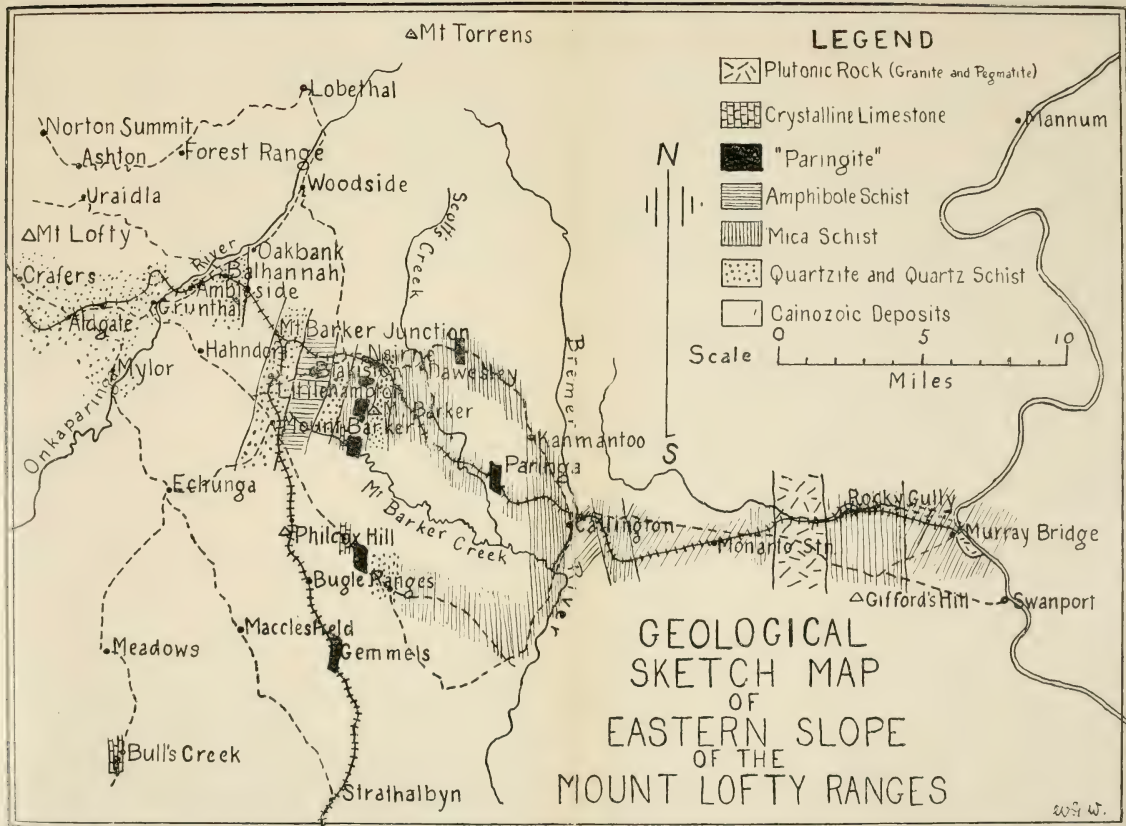 Mt Torrens
Lobethal
Norton Summit
Ashton
Forest Range
Uraidla
Woodside
Mt Lofty
River
Scott's
Creek
Oakbank
Crafers
Balhannah
Ambleside
Aldgate
Grunthal
Mt Barker Junction
Hahndorf
Nairne
Blakiston
Dawesley
Mylor
Littlehampton
Mt Barker
Mount Barker
Onkaparinga
Bremer
River
Kanmantoo
Paringa
Echunga
Mt Barker Creek
Callington
Philcox Hill
Bugle Ranges
Macclesfield
Meadows
Gemmels
Bull's Creek
Strathalbyn
Monarto Stn
Rocky Gully
Murray Bridge
Gifford's Hill
Swanport
Mannum
N
S
LEGEND
Plutonic Rock (Granite and Pegmatite)
Crystalline Limestone
"Paringite"
Amphibole Schist
Mica Schist
Quartzite and Quartz Schist
Cainozoic Deposits
Scale 0 5 10
Miles
GEOLOGICAL
SKETCH MAP
OF
EASTERN SLOPE
OF THE
MOUNT LOFTY RANGES
W.G.W.